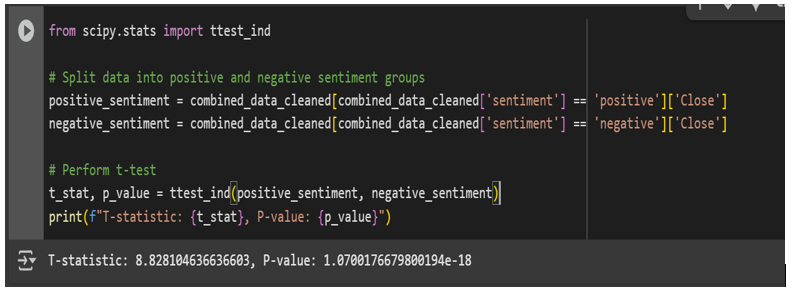 from scipy.stats import ttest_ind
# Split data into positive and negative sentiment groups
positive_sentiment = combined_data_cleaned[combined_data_cleaned['sentiment'] == 'positive']['Close']
negative_sentiment = combined_data_cleaned[combined_data_cleaned['sentiment'] == 'negative']['Close']
# Perform t-test
t_stat, p_value = ttest_ind(positive_sentiment, negative_sentiment)
print(f"T-statistic: {t_stat}, P-value: {p_value}")
T-statistic: 8.828104636636603, P-value: 1.0700176679800194e-18